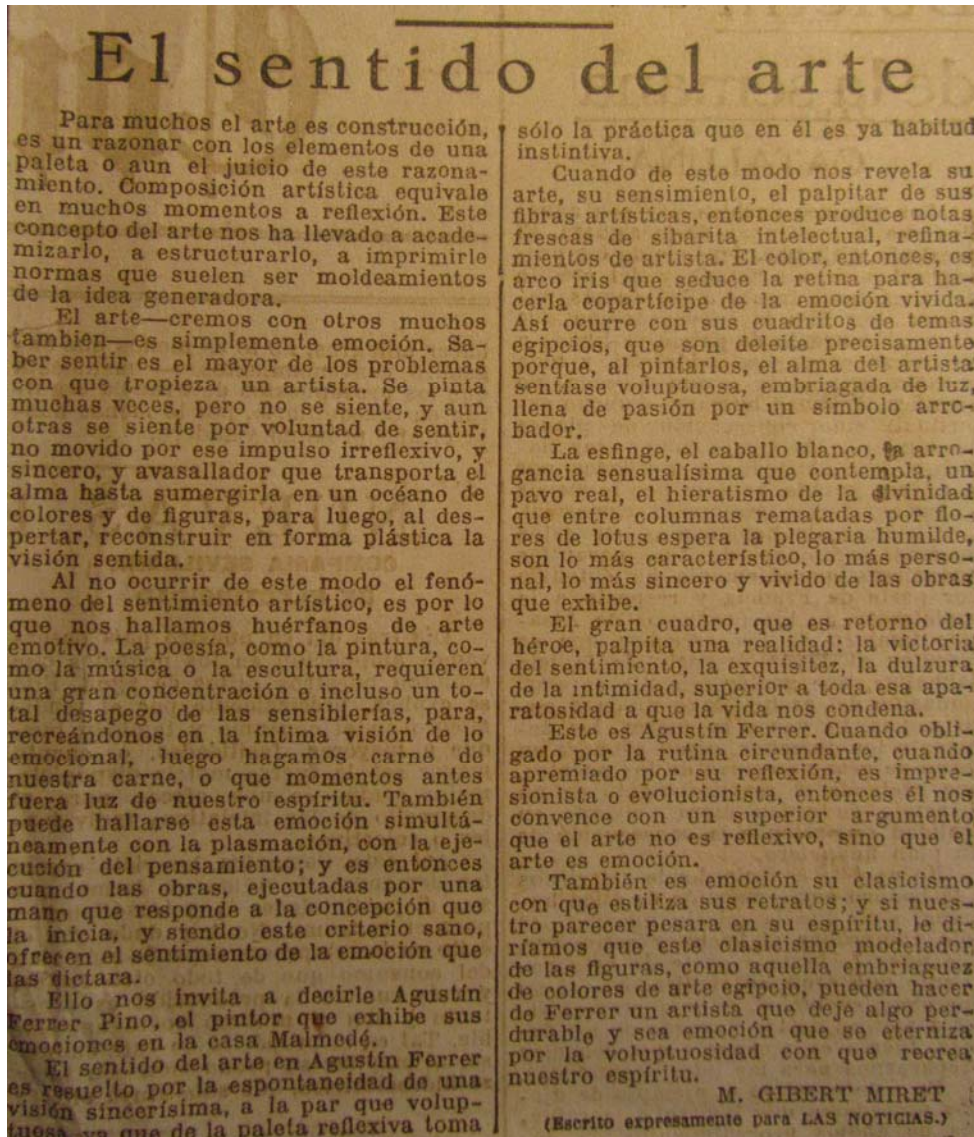 El sentido del arte
Para muchos el arte es construcción,
es un razonar con los elementos de una
paleta o aun el juicio de este razona-
miento. Composición artística equivale
en muchos momentos a reflexión. Este
concepto del arte nos ha llevado a acade-
mizarlo, a estructurarlo, a imprimirle
normas que suelen ser moldeamientos
de la idea generadora.
El arte—cremos con otros muchos
también—es simplemente emoción. Sa-
ber sentir es el mayor de los problemas
con que tropieza un artista. Se pinta
muchas veces, pero no se siente, y aun
otras se siente por voluntad de sentir,
no movido por ese impulso irreflexivo, y
sincero, y avasallador que transporta el
alma hasta sumergirla en un océano de
colores y de figuras, para luego, al des-
pertar, reconstruir en forma plástica la
visión sentida.
Al no ocurrir de este modo el fenó-
meno del sentimiento artístico, es por lo
que nos hallamos huérfanos de arte
emotivo. La poesía, como la pintura, co-
mo la música o la escultura, requieren
una gran concentración e incluso un to-
tal desapego de las sensiblerías, para,
recreándonos en la íntima visión de lo
emocional, luego hagamos carne de
nuestra carne, o que momentos antes
fuera luz de nuestro espíritu. También
puede hallarse esta emoción simultá-
neamente con la plasmación, con la eje-
cución del pensamiento; y es entonces
cuando las obras, ejecutadas por una
mano que responde a la concepción que
la inicia, y siendo este criterio sano,
ofrecen el sentimiento de la emoción que
las dictara.
Ello nos invita a decirle Agustín
Ferrer Pino, el pintor que exhibe sus
emociones en la casa Malmedé.
El sentido del arte en Agustín Ferrer
es resuelto por la espontaneidad de una
visión sincerísima, a la par que volup-
tuosa ya que de la paleta reflexiva toma
sólo la práctica que en él es ya habitud
instintiva.
Cuando de este modo nos revela su
arte, su sensimiento, el palpitar de sus
fibras artísticas, entonces produce notas
frescas de sibarita intelectual, refina-
mientos de artista. El color, entonces, es
arco iris que seduce la retina para ha-
cerla copartícipe de la emoción vivida.
Así ocurre con sus cuadritos de temas
egipcios, que son deleite precisamente
porque, al pintarlos, el alma del artista
sentíase voluptuosa, embriagada de luz,
llena de pasión por un símbolo arro-
bador.
La esfinge, el caballo blanco, la arro-
gancia sensualísima que contempla, un
pavo real, el hieratismo de la divinidad
que entre columnas rematadas por flo-
res de lotus espera la plegaria humilde,
son lo más característico, lo más perso-
nal, lo más sincero y vivido de las obras
que exhibe.
El gran cuadro, que es retorno del
héroe, palpita una realidad: la victoria
del sentimiento, la exquisitez, la dulzura
de la intimidad, superior a toda esa apa-
ratosidad a que la vida nos condena.
Este es Agustín Ferrer. Cuando obli-
gado por la rutina circundante, cuando
apremiado por su reflexión, es impre-
sionista o evolucionista, entonces él nos
convence con un superior argumento
que el arte no es reflexivo, sino que el
arte es emoción.
También es emoción su clasicismo
con que estiliza sus retratos; y si nues-
tro parecer pesara en su espíritu, le di-
ríamos que este clasicismo modelador
de las figuras, como aquella embriaguez
de colores de arte egipcio, pueden hacer
de Ferrer un artista que deje algo per-
durable y sea emoción que se eterniza
por la voluptuosidad con que recrea
nuestro espíritu.
M. GIBERT MIRET
(Escrito expresamente para LAS NOTICIAS.)